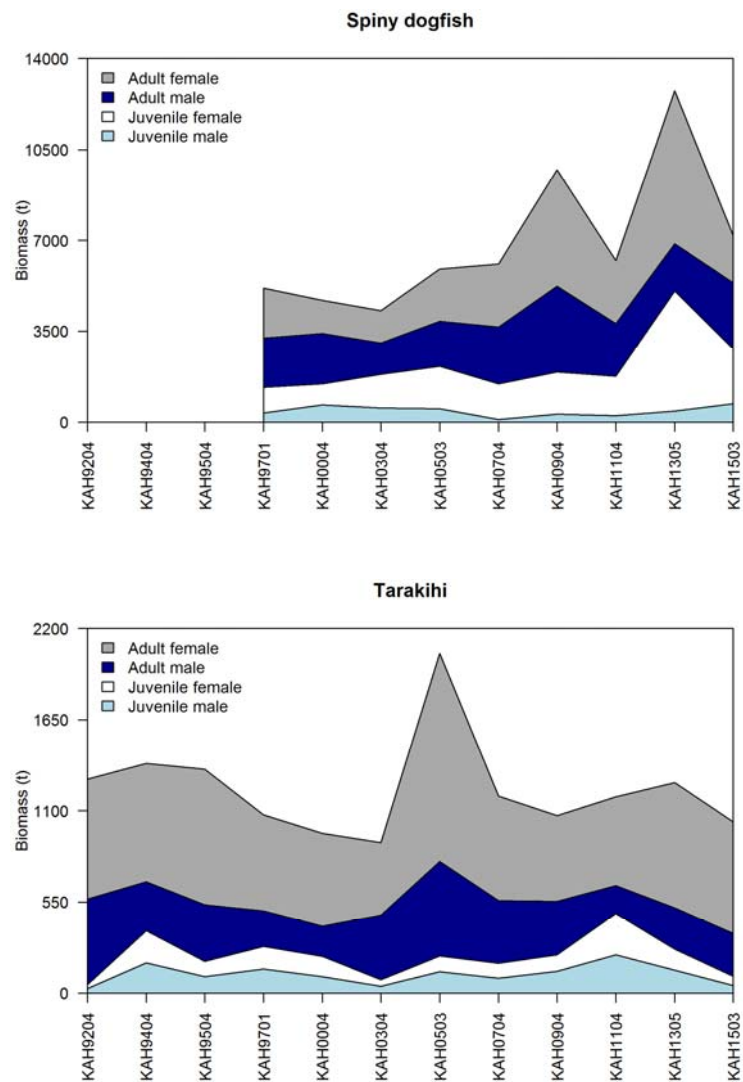 Spiny dogfish
14000
10500
7000
3500
0
Biomass (t)
Adult female
Adult male
Juvenile female
Juvenile male
KAH9204
KAH9404
KAH9504
KAH9701
KAH0004
KAH0304
KAH0503
KAH0704
KAH0904
KAH1104
KAH1305
KAH1503
Tarakihi
2200
1650
1100
550
0
Biomass (t)
Adult female
Adult male
Juvenile female
Juvenile male
KAH9204
KAH9404
KAH9504
KAH9701
KAH0004
KAH0304
KAH0503
KAH0704
KAH0904
KAH1104
KAH1305
KAH1503